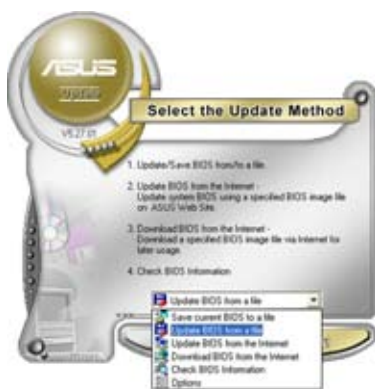 ASUS
Update
Select the Update Method
1. Update/Save BIOS from/to a file.
2. Update BIOS from the Internet -
Update system BIOS using a specified BIOS image file
on ASUS Web Site.
3. Download BIOS from the Internet -
Download a specified BIOS image file via Internet for
later usage.
4. Check BIOS Information
Update BIOS from a file
Save current BIOS to a file
Update BIOS from a file
Update BIOS from the Internet
Download BIOS from the Internet
Check BIOS Information
Options